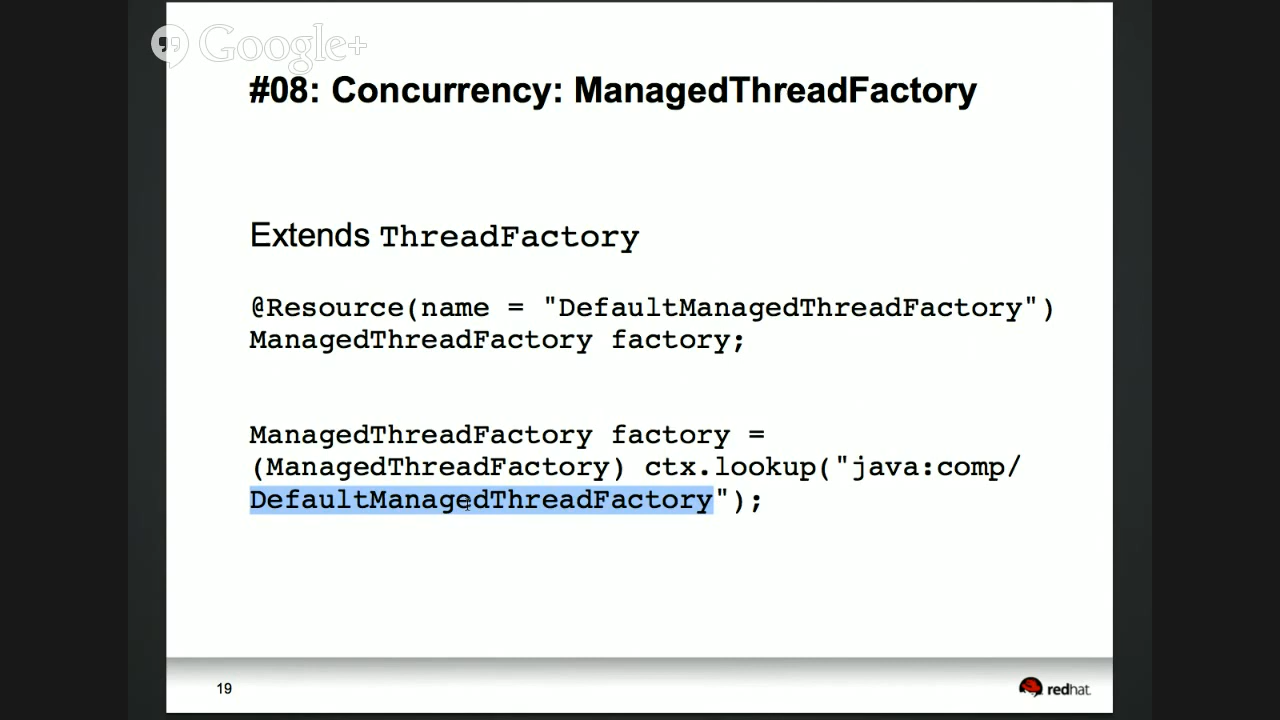 Google+
#08: Concurrency: ManagedThreadFactory
Extends ThreadFactory
@Resource(name = "DefaultManagedThreadFactory")
ManagedThreadFactory factory;
ManagedThreadFactory factory =
(ManagedThreadFactory) ctx.lookup("java:comp/
DefaultManagedThreadFactory");
19
redhat.